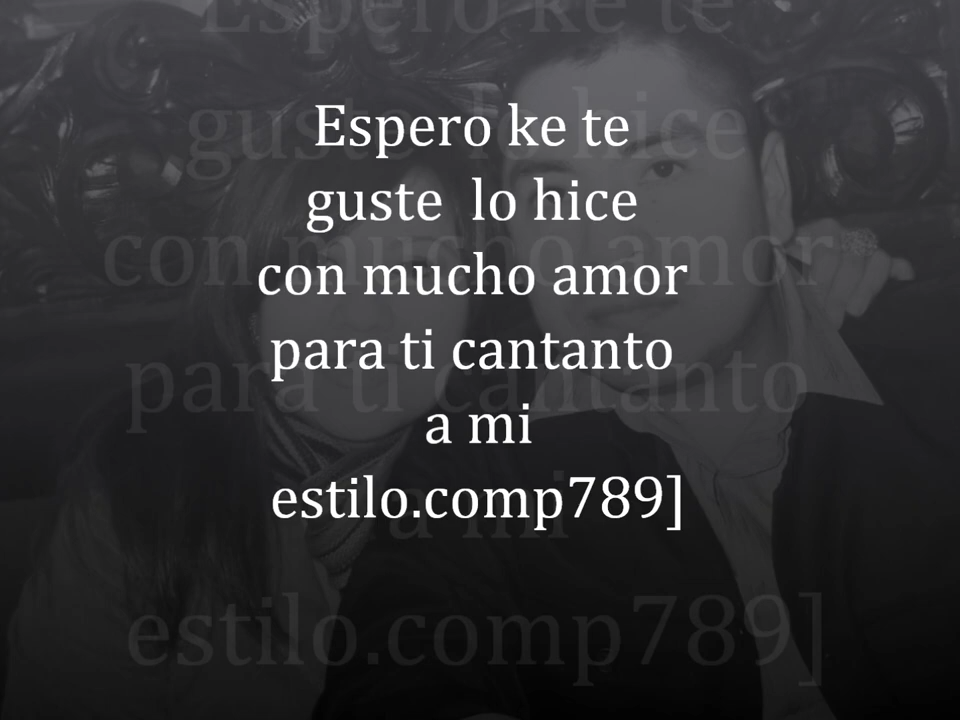 Espero ke te
guste  lo hice
con mucho amor
para ti cantanto
a mi
estilo.comp789]